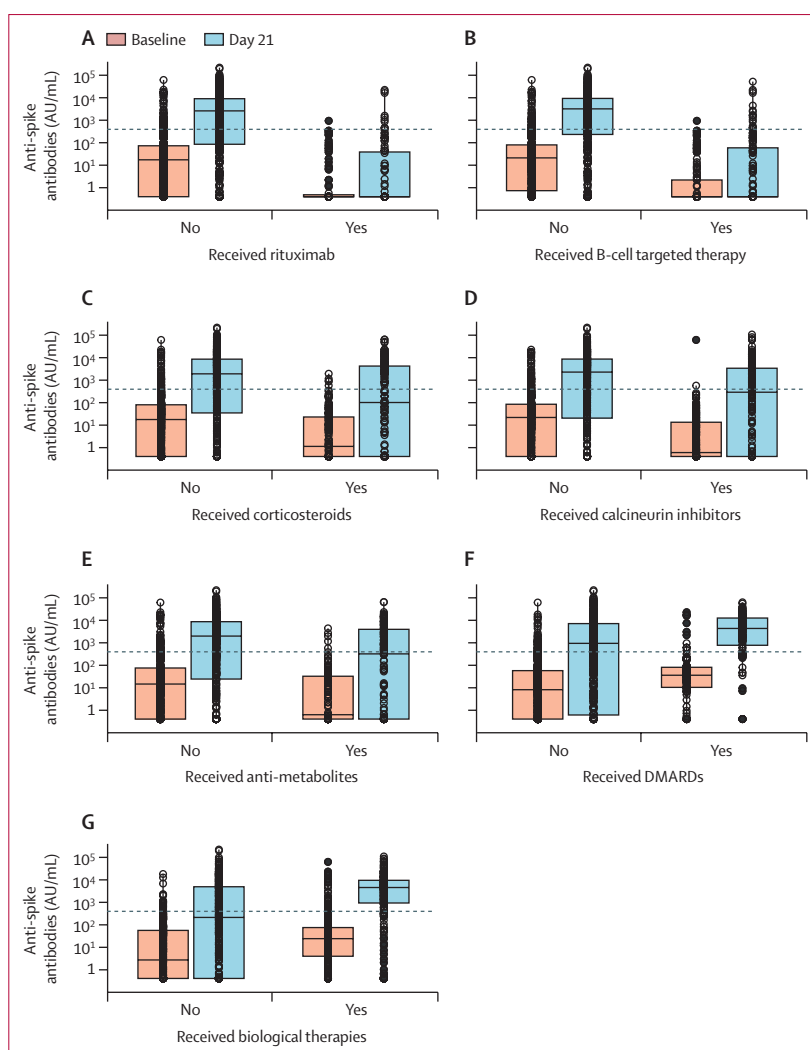 A Baseline Day 21
Anti-spike
antibodies (AU/mL)
10⁵
10⁴
10³
10²
10¹
1
No Yes
Received rituximab
B
No Yes
Received B-cell targeted therapy
C
Anti-spike
antibodies (AU/mL)
10⁵
10⁴
10³
10²
10¹
1
No Yes
Received corticosteroids
D
No Yes
Received calcineurin inhibitors
E
Anti-spike
antibodies (AU/mL)
10⁵
10⁴
10³
10²
10¹
1
No Yes
Received anti-metabolites
F
No Yes
Received DMARDs
G
Anti-spike
antibodies (AU/mL)
10⁵
10⁴
10³
10²
10¹
1
No Yes
Received biological therapies